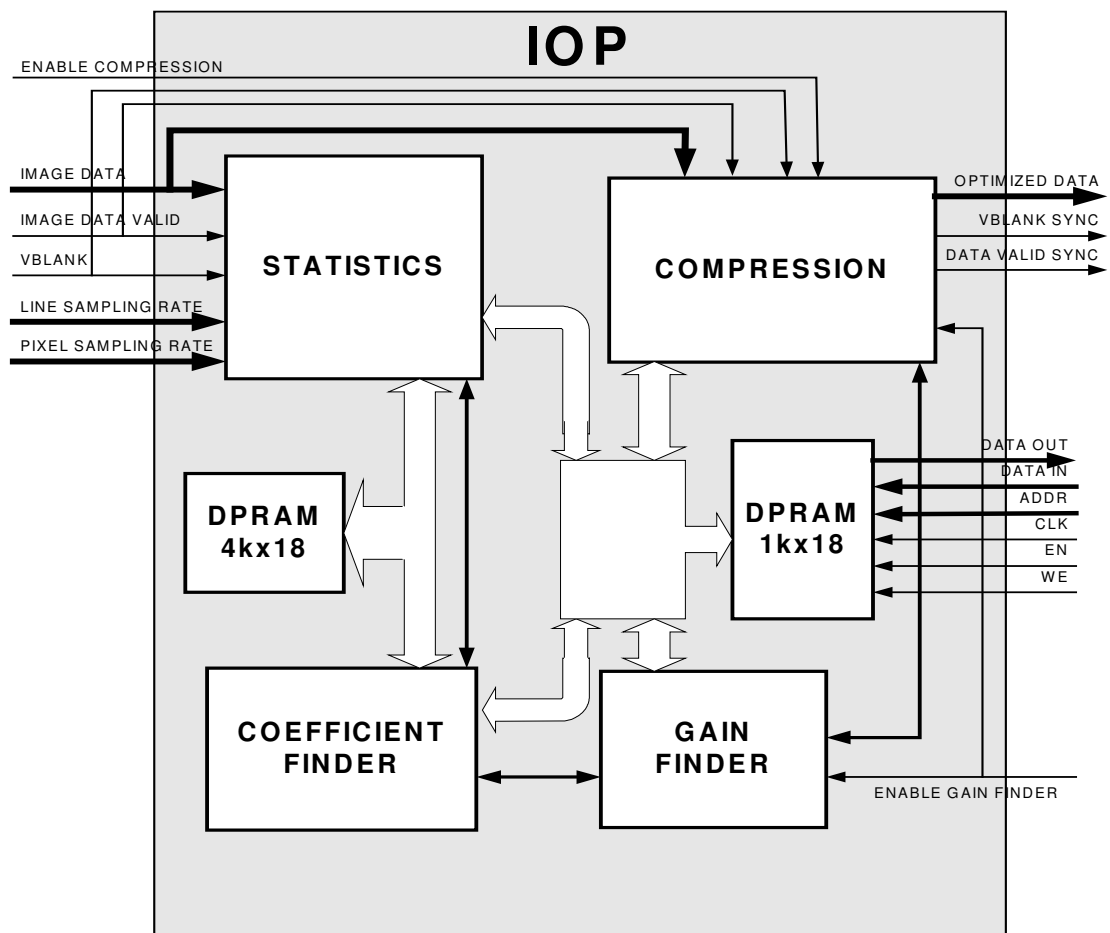 IOP
ENABLE COMPRESSION
IMAGE DATA
IMAGE DATA VALID
VBLANK
LINE SAMPLING RATE
PIXEL SAMPLING RATE
STATISTICS
COMPRESSION
OPTIMIZED DATA
VBLANK SYNC
DATA VALID SYNC
DPRAM
4kx18
DPRAM
1kx18
DATA OUT
DATA IN
ADDR
CLK
EN
WE
COEFFICIENT
FINDER
GAIN
FINDER
ENABLE GAIN FINDER